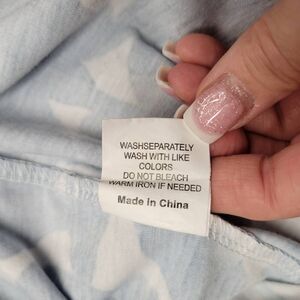 WASHSEPARATELY
WASH WITH LIKE
COLORS
DO NOT BLEACH
WARM IRON IF NEEDED
Made in China